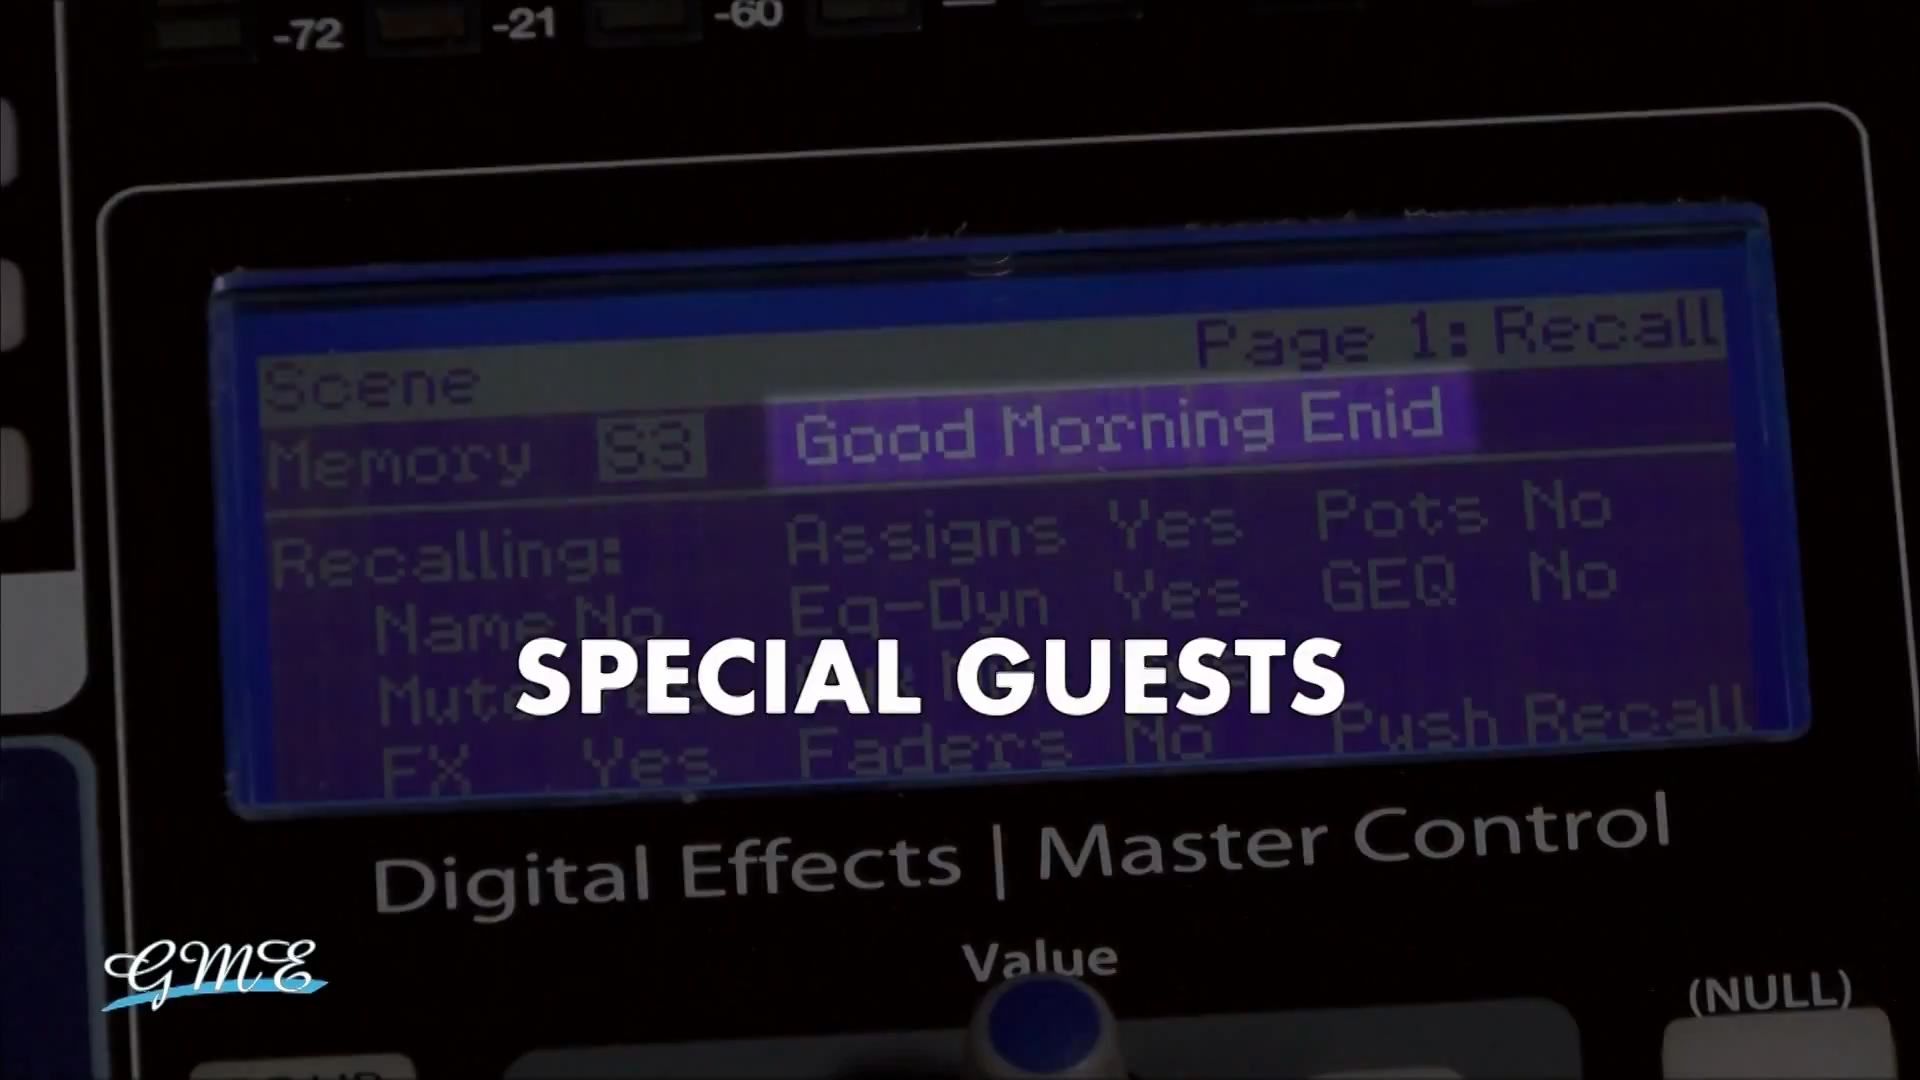 -72 -21 -60
Scene Page 1: Recall
Memory S3 Good Morning Enid
Recalling: Assigns Yes Pots No
Name No Eq-Dyn Yes GEQ No
SPECIAL GUESTS
FX Yes Faders No Push Recall
Digital Effects | Master Control
GME
Value
(NULL)